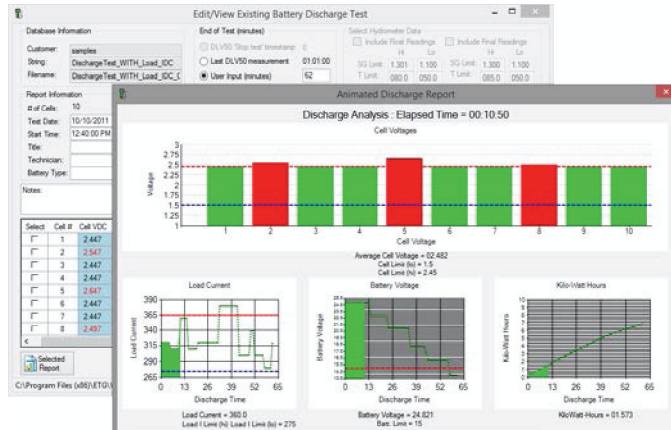 Edit/View Existing Battery Discharge Test
Database Information
Customer: samples
String: DischargeTest_WITH_Load_IDC
Filename: DischargeTest_WITH_Load_IDC_C
End of Test (minutes)
DLV50 'Stop test' timestamp 0
Last DLV50 measurement 01:01:00
User Input (minutes) 62
Select Hydrometer Data
Include Float Readings
Include Final Readings
Hi Lo Hi Lo
SG Limit 1.301 1.100 SG Limit 1.301 1.100
T Limit 080.0 050.0 T Limit 085.0 050.0
Report Information
# of Cells: 10
Test Date: 10/10/2011
Start Time: 12:40:00 PM
Title:
Technician:
Battery Type:
Notes:
Select Cell # Cell VDC
1 2.447
2 2.547
3 2.447
4 2.447
5 2.647
6 2.447
7 2.447
8 2.497
Selected
Report
C:\Program Files (x86)\ETG\
Animated Discharge Report
Discharge Analysis : Elapsed Time = 00:10:50
Cell Voltages
Voltage
3
2.75
2.5
2.25
2
1.75
1.5
1.25
1
1 2 3 4 5 6 7 8 9 10
Cell Voltage
Average Cell Voltage = 02.482
Cell Limit (lo) = 1.5
Cell Limit (hi) = 2.45
Load Current
Load-Current
390
365
340
315
290
265
0 13 26 39 52 65
Discharge Time
Load Current = 360.0
Load I Limit (hi) Load I Limit (lo) = 275
Battery Voltage
Battery Voltage
0 13 26 39 52 65
Discharge Time
Battery Voltage = 24.821
Batt. Limit = 15
Kilo-Watt Hours
Kilo-Watt Hours
10
9
8
7
6
5
4
3
2
1
0
0 13 26 39 52 65
Discharge Time
KiloWatt-Hours = 01.573